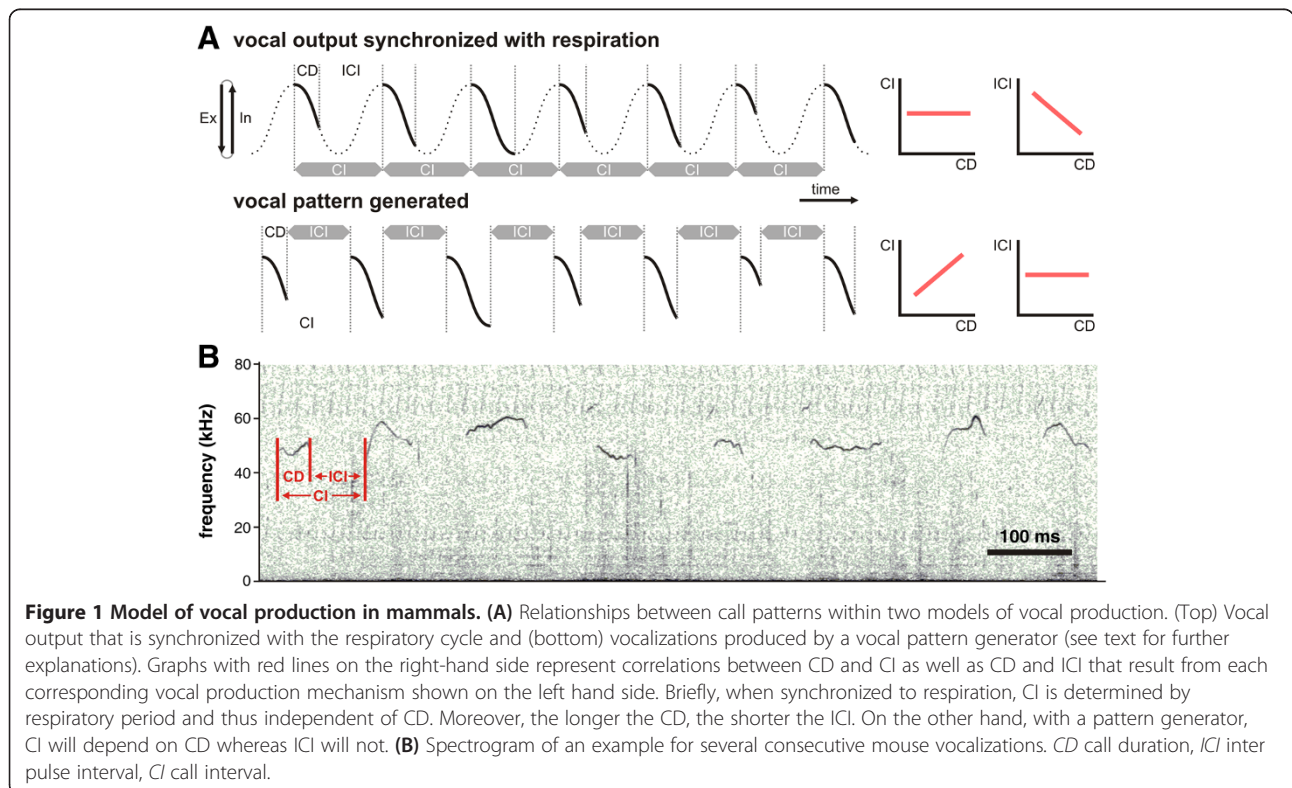 A vocal output synchronized with respiration
CD ICI
Ex In
CI CI CI CI CI CI
CI ICI
CD CD
time
vocal pattern generated
CD ICI ICI ICI ICI ICI ICI
CI
CI ICI
CD CD
B
80
60
40
20
0
frequency (kHz)
CD ICI
CI
100 ms
Figure 1 Model of vocal production in mammals. (A) Relationships between call patterns within two models of vocal production. (Top) Vocal
output that is synchronized with the respiratory cycle and (bottom) vocalizations produced by a vocal pattern generator (see text for further
explanations). Graphs with red lines on the right-hand side represent correlations between CD and CI as well as CD and ICI that result from each
corresponding vocal production mechanism shown on the left hand side. Briefly, when synchronized to respiration, CI is determined by
respiratory period and thus independent of CD. Moreover, the longer the CD, the shorter the ICI. On the other hand, with a pattern generator,
CI will depend on CD whereas ICI will not. (B) Spectrogram of an example for several consecutive mouse vocalizations. CD call duration, ICI inter
pulse interval, CI call interval.